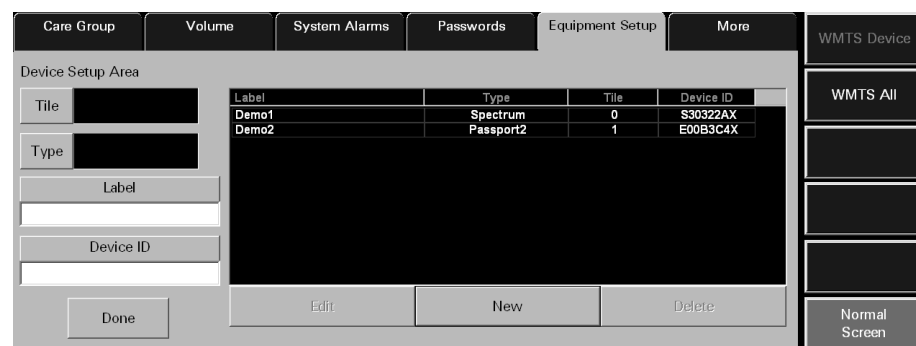 Care Group Volume System Alarms Passwords Equipment Setup More
WMTS Device
Device Setup Area
WMTS All
Tile
Type
Label
Device ID
Done
Label Type Tile Device ID
Demo1 Spectrum 0 S30322AX
Demo2 Passport2 1 E00B3C4X
Edit New Delete
Normal
Screen